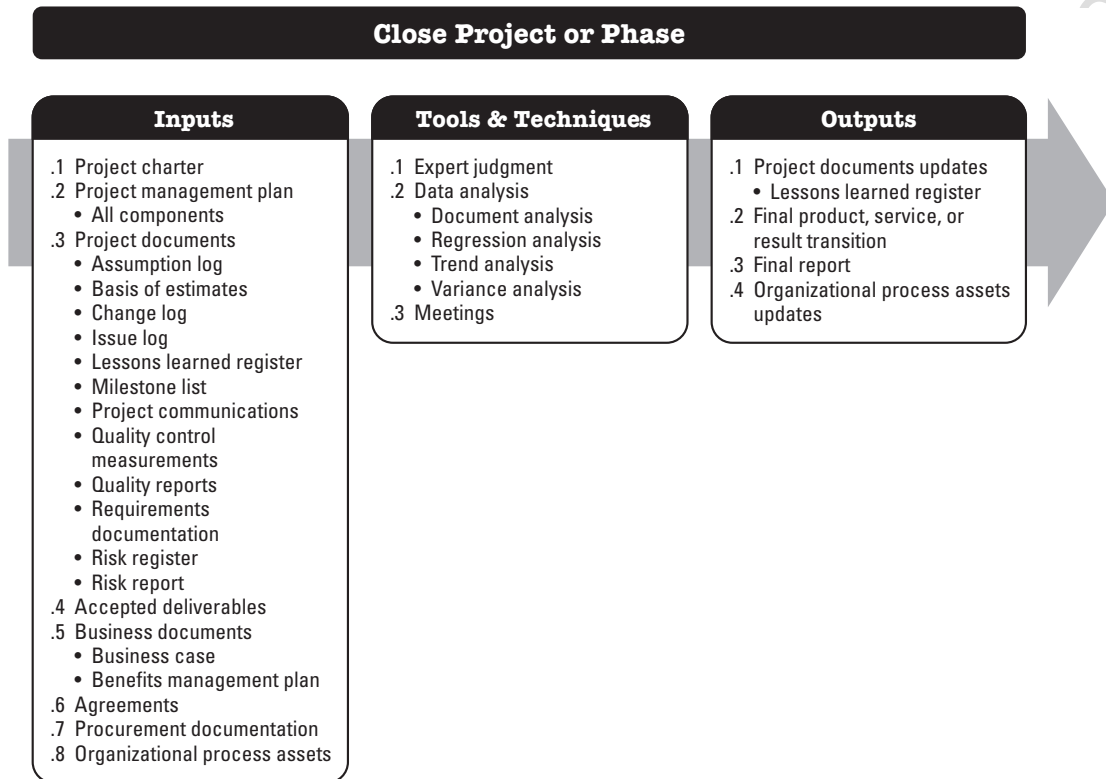 Close Project or Phase
Inputs
.1 Project charter
.2 Project management plan
• All components
.3 Project documents
• Assumption log
• Basis of estimates
• Change log
• Issue log
• Lessons learned register
• Milestone list
• Project communications
• Quality control
measurements
• Quality reports
• Requirements
documentation
• Risk register
• Risk report
.4 Accepted deliverables
.5 Business documents
• Business case
• Benefits management plan
.6 Agreements
.7 Procurement documentation
.8 Organizational process assets
Tools & Techniques
.1 Expert judgment
.2 Data analysis
• Document analysis
• Regression analysis
• Trend analysis
• Variance analysis
.3 Meetings
Outputs
.1 Project documents updates
• Lessons learned register
.2 Final product, service, or
result transition
.3 Final report
.4 Organizational process assets
updates